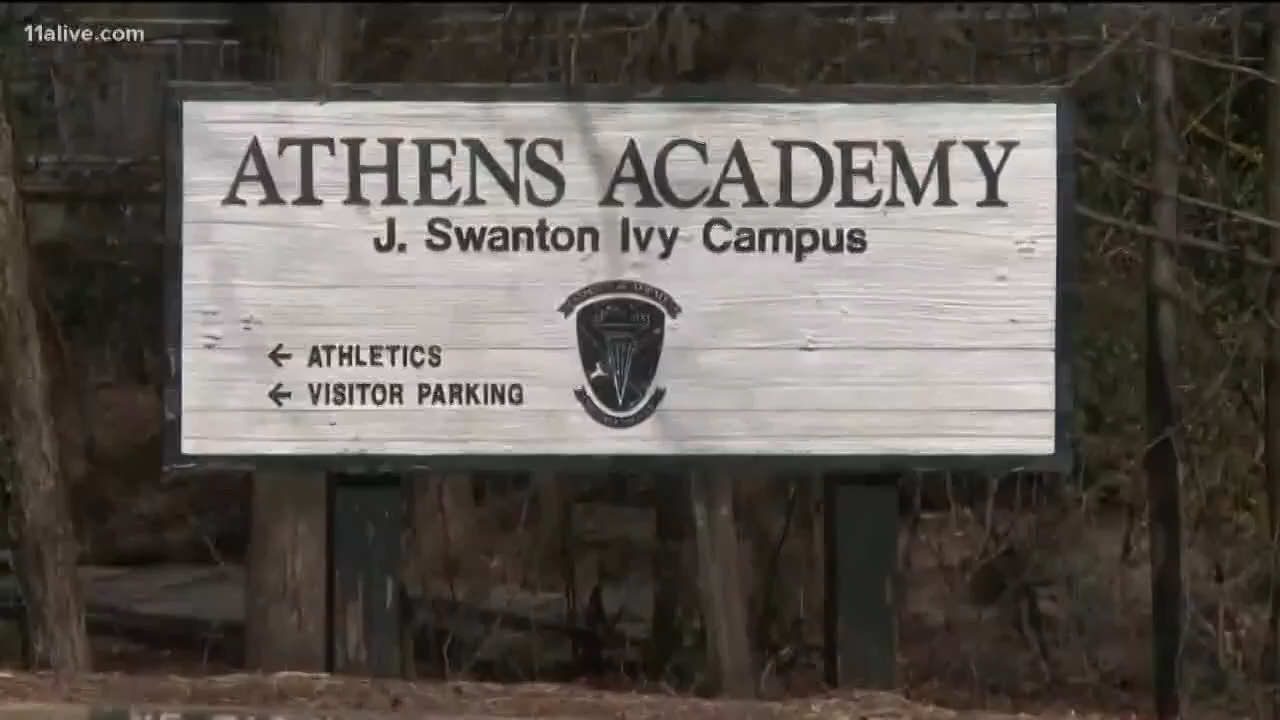 11alive.com
ATHENS ACADEMY
J. Swanton Ivy Campus
← ATHLETICS
← VISITOR PARKING